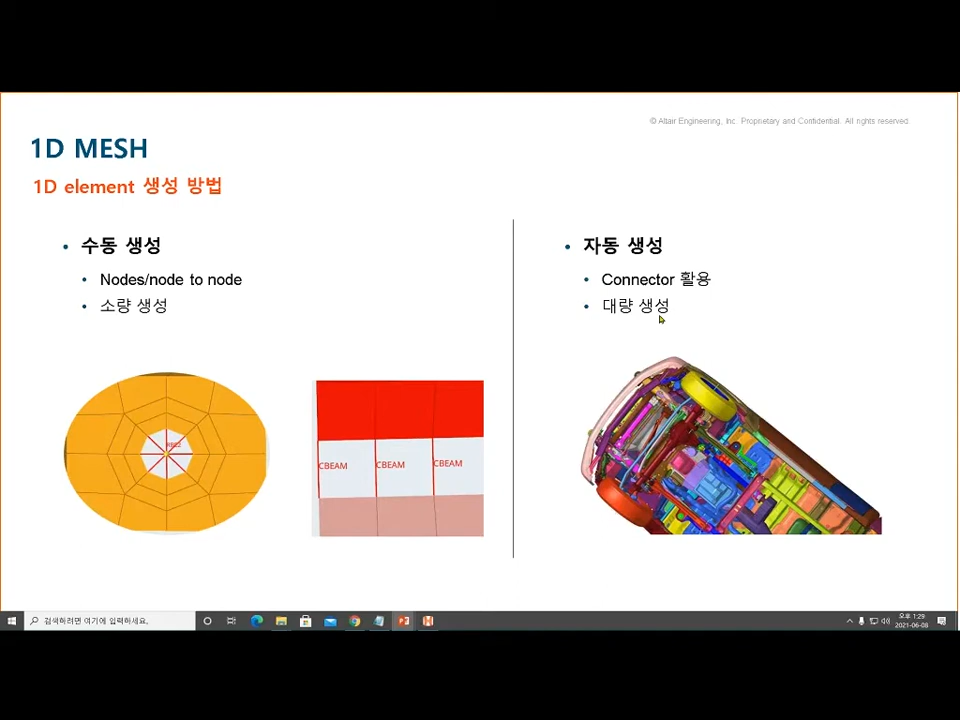 © Altair Engineering, Inc. Proprietary and Confidential. All rights reserved.
1D MESH
1D element 생성 방법
• 수동 생성
• Nodes/node to node
• 소량 생성
• 자동 생성
• Connector 활용
• 대량 생성
RBE2
CBEAM
CBEAM
CBEAM
검색하려면 여기에 입력하세요.
오후 1:29
2021-06-08